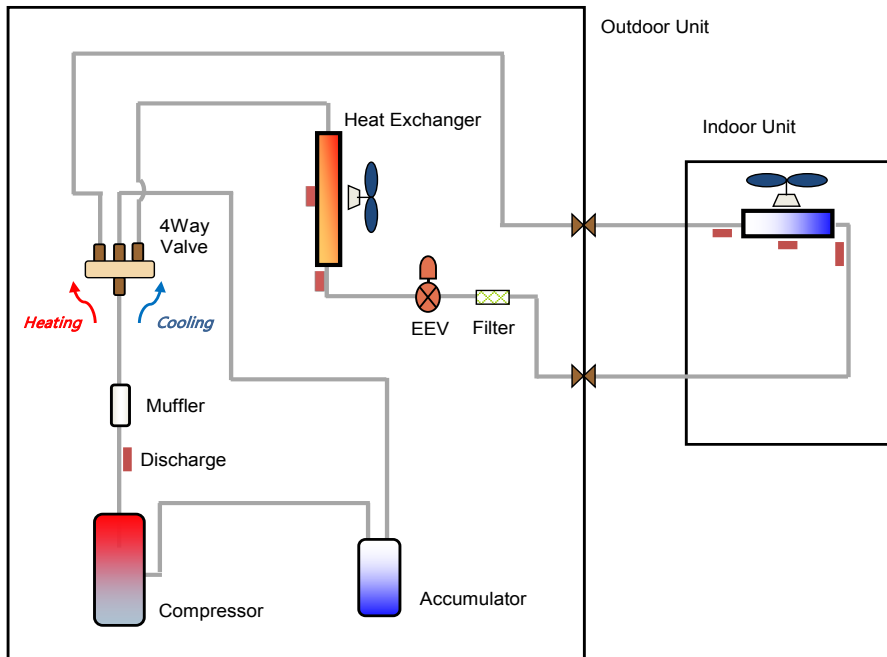 Outdoor Unit
Heat Exchanger
Indoor Unit
4Way
Valve
Heating
Cooling
EEV
Filter
Muffler
Discharge
Compressor
Accumulator